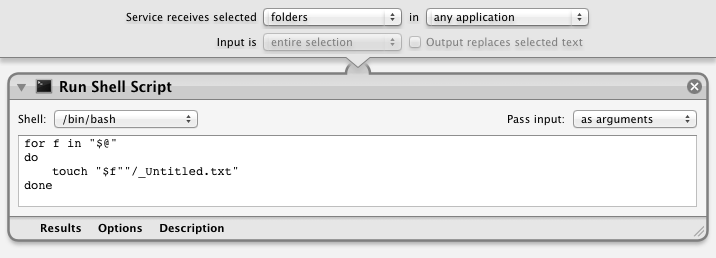 Service receives selected folders in any application
Input is entire selection Output replaces selected text
Run Shell Script
Shell: /bin/bash Pass input: as arguments
for f in "$@"
do
    touch "$f""/_Untitled.txt"
done
Results Options Description